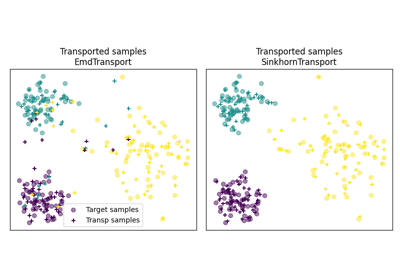 Transported samples
EmdTransport
Transported samples
SinkhornTransport
Target samples
Transp samples